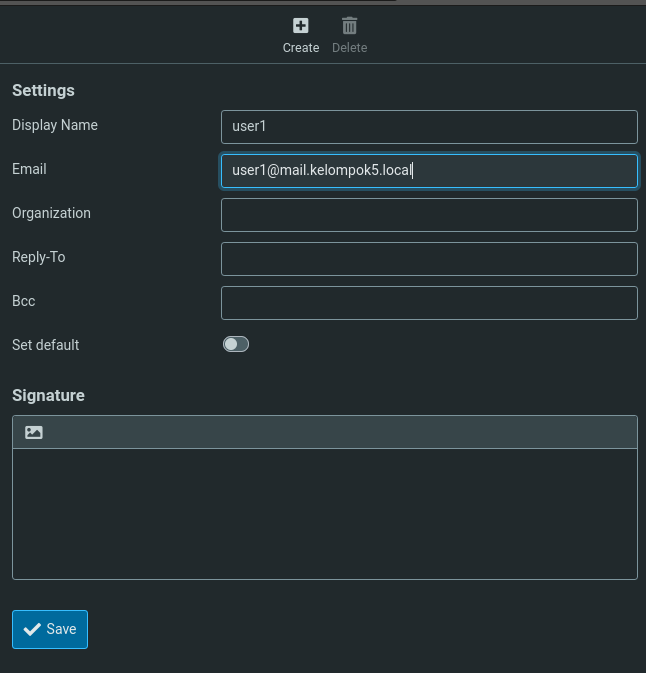 Create Delete
Settings
Display Name user1
Email user1@mail.kelompok5.local
Organization
Reply-To
Bcc
Set default
Signature
Save